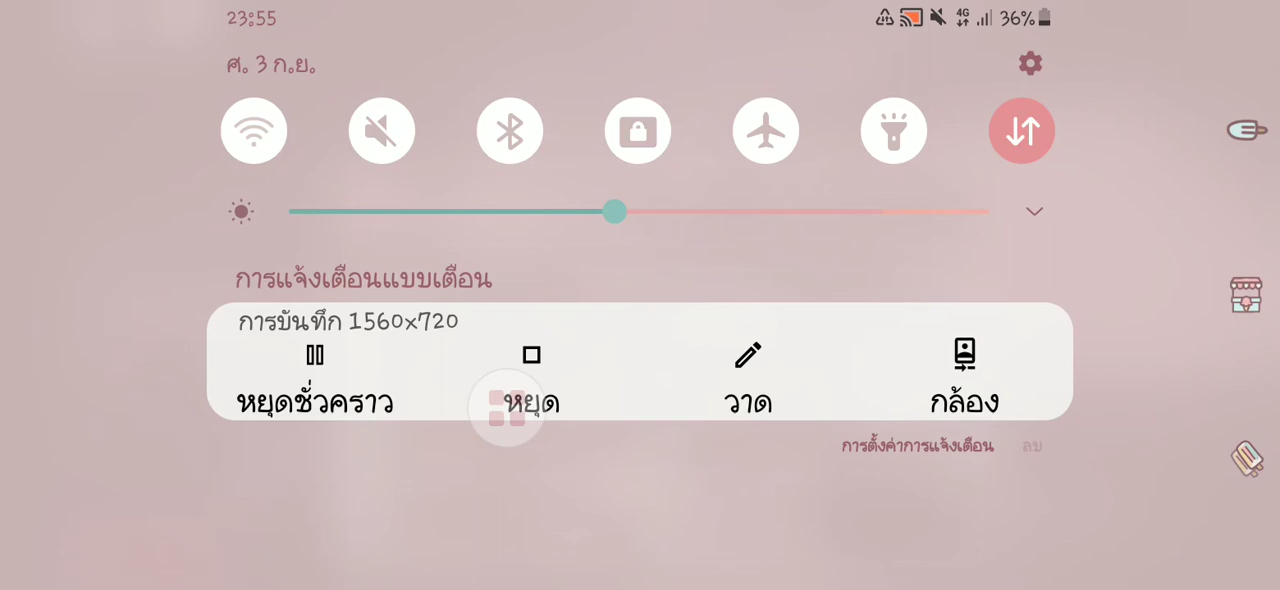 23:55
4G 36%
ศ. 3 ก.ย.
การแจ้งเตือนแบบเตือน
การบันทึก 1560x720
หยุดชั่วคราว หยุด วาด กล้อง
การตั้งค่าการแจ้งเตือน ลบ